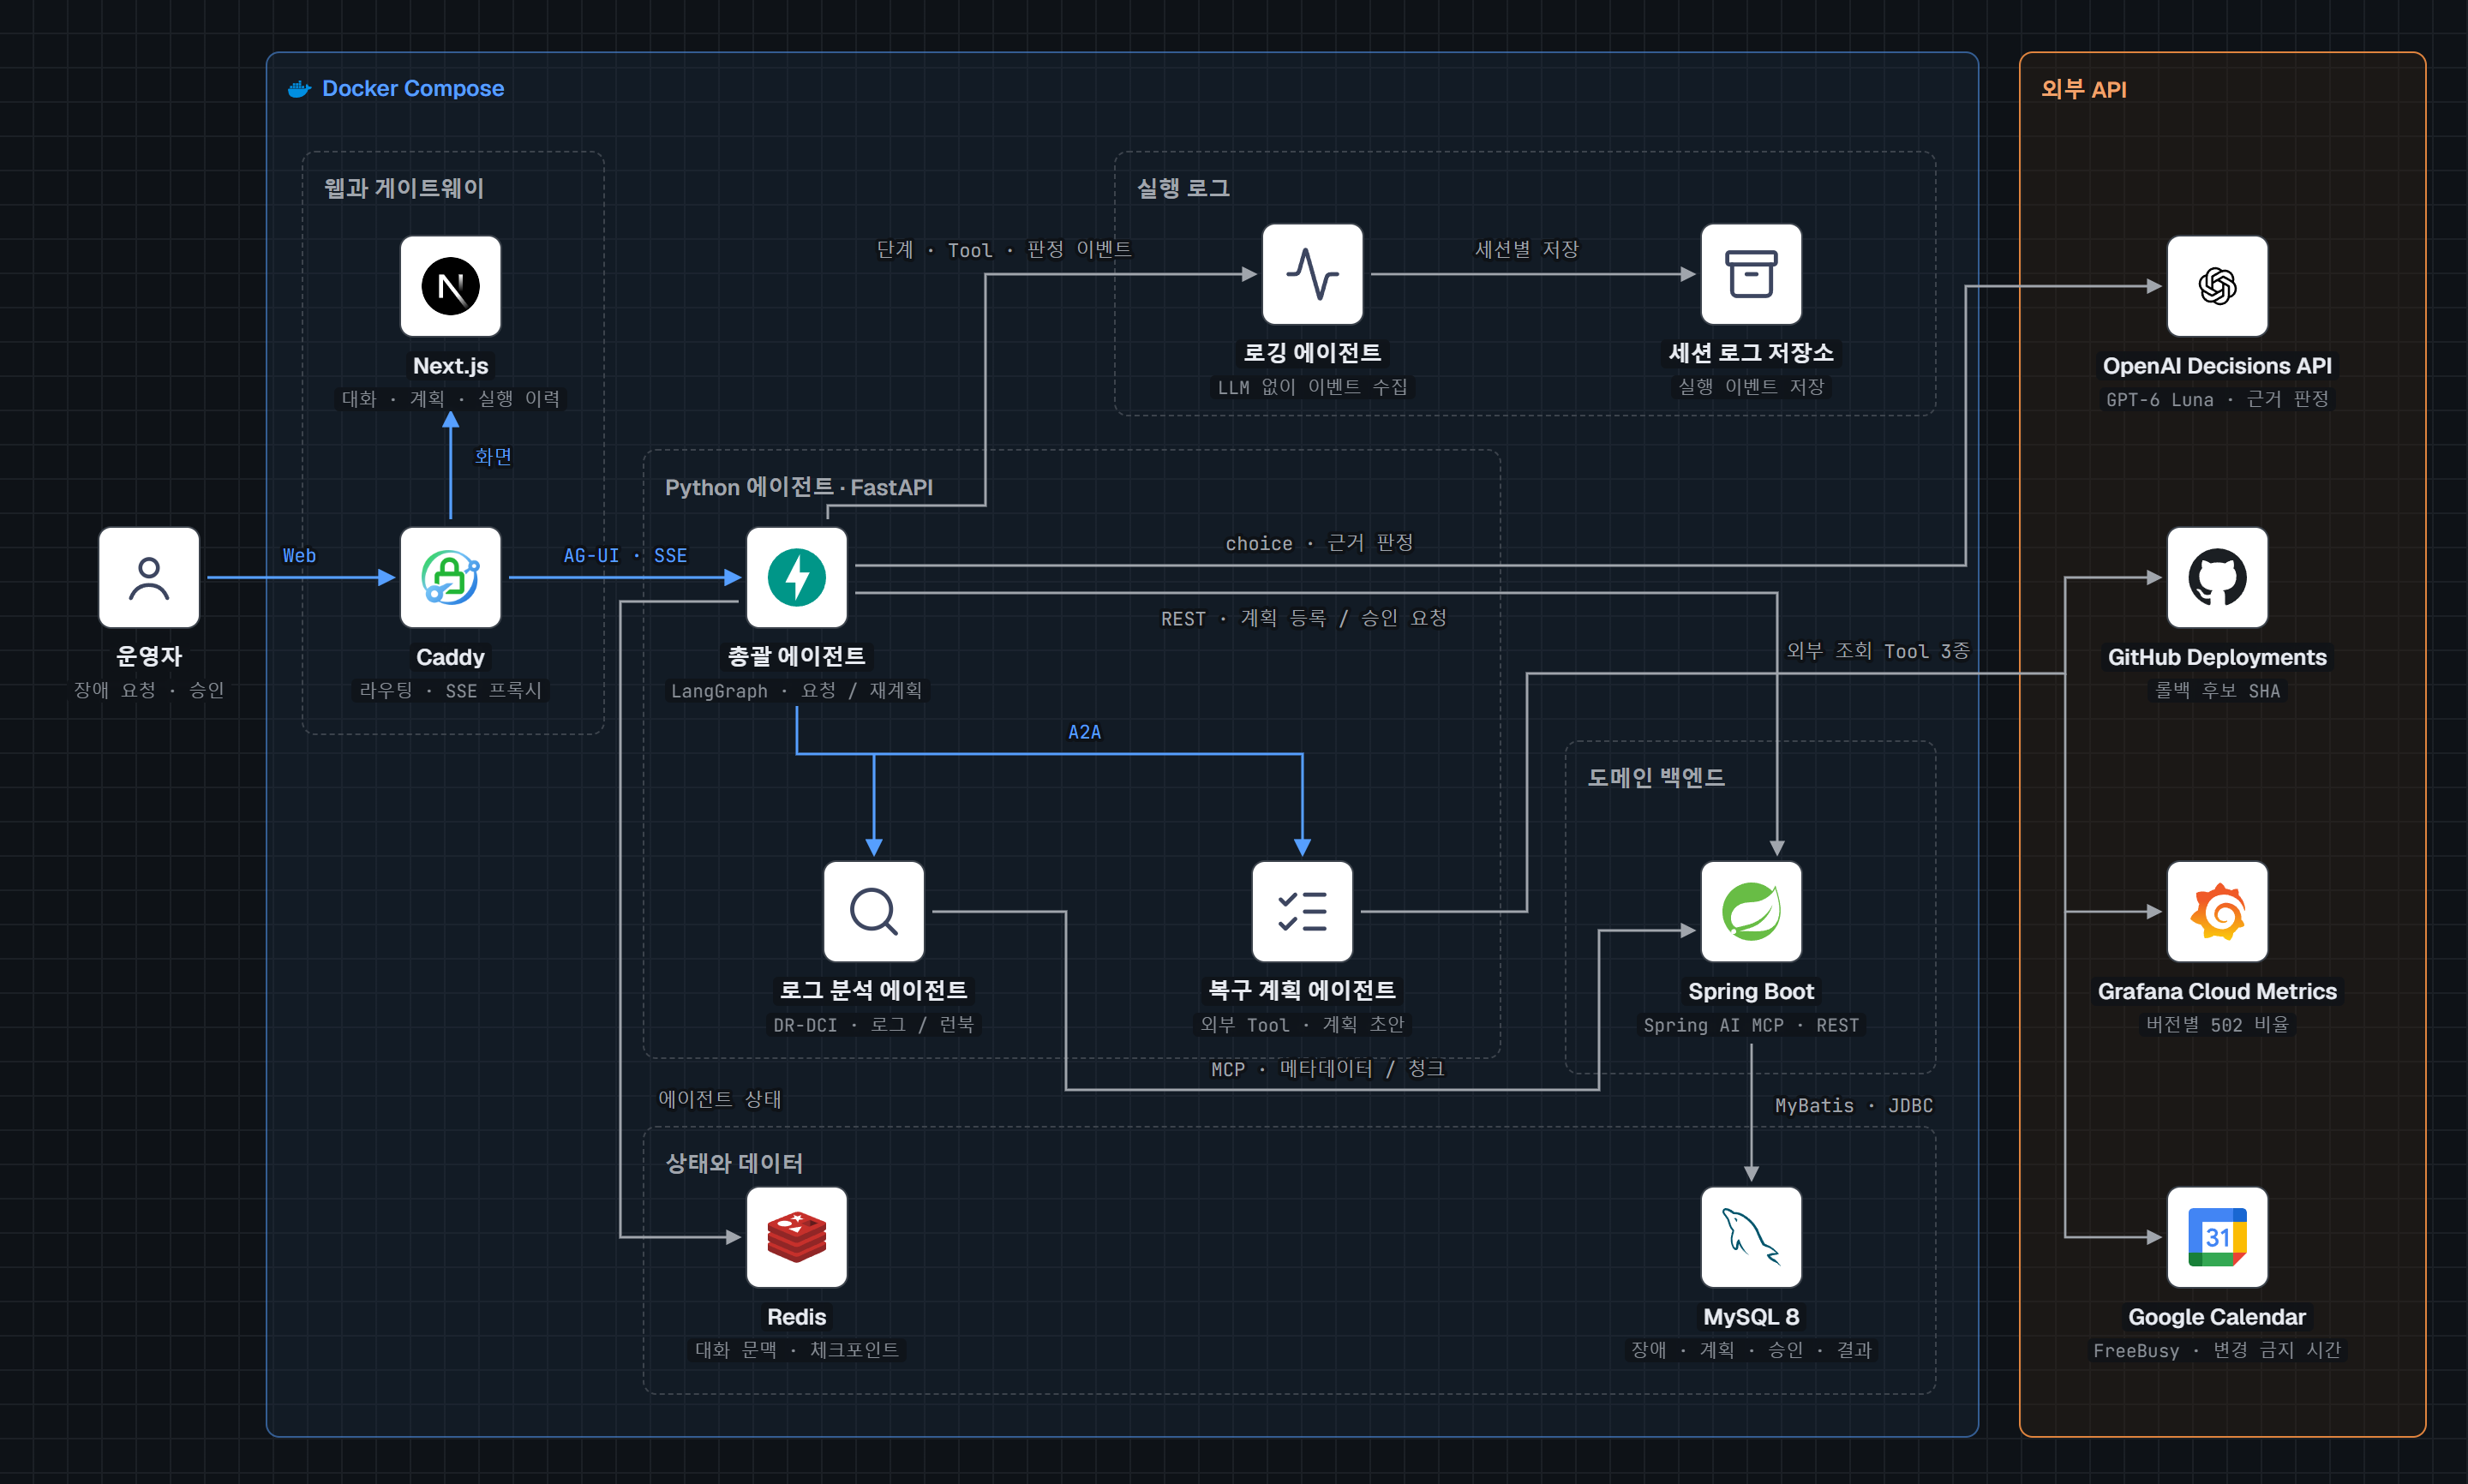 Docker Compose
외부 API
웹과 게이트웨이
실행 로그
단계 · Tool · 판정 이벤트
세션별 저장
Next.js
대화 · 계획 · 실행 이력
로깅 에이전트
LLM 없이 이벤트 수집
세션 로그 저장소
실행 이벤트 저장
OpenAI Decisions API
GPT-6 Luna · 근거 판정
화면
Python 에이전트 · FastAPI
Web
AG-UI · SSE
choice · 근거 판정
REST · 계획 등록 / 승인 요청
외부 조회 Tool 3종
운영자
장애 요청 · 승인
Caddy
라우팅 · SSE 프록시
총괄 에이전트
LangGraph · 요청 / 재계획
GitHub Deployments
롤백 후보 SHA
A2A
도메인 백엔드
로그 분석 에이전트
DR-DCI · 로그 / 런북
복구 계획 에이전트
외부 Tool · 계획 초안
Spring Boot
Spring AI MCP · REST
Grafana Cloud Metrics
버전별 502 비율
MCP · 메타데이터 / 청크
에이전트 상태
MyBatis · JDBC
상태와 데이터
31
Redis
대화 문맥 · 체크포인트
MySQL 8
장애 · 계획 · 승인 · 결과
Google Calendar
FreeBusy · 변경 금지 시간